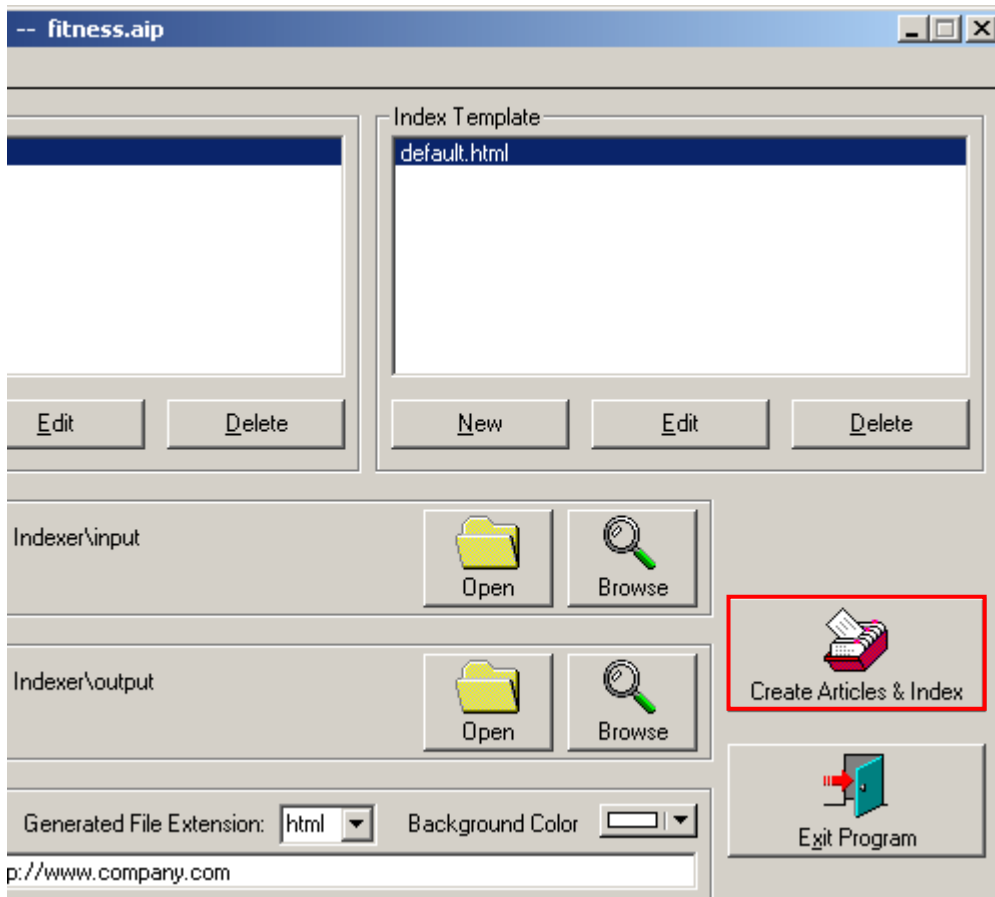 -- fitness.aip
Index Template
default.html
Edit
Delete
New
Edit
Delete
Indexer\input
Open
Browse
Indexer\output
Open
Browse
Create Articles & Index
Exit Program
Generated File Extension:
html
Background Color
p://www.company.com